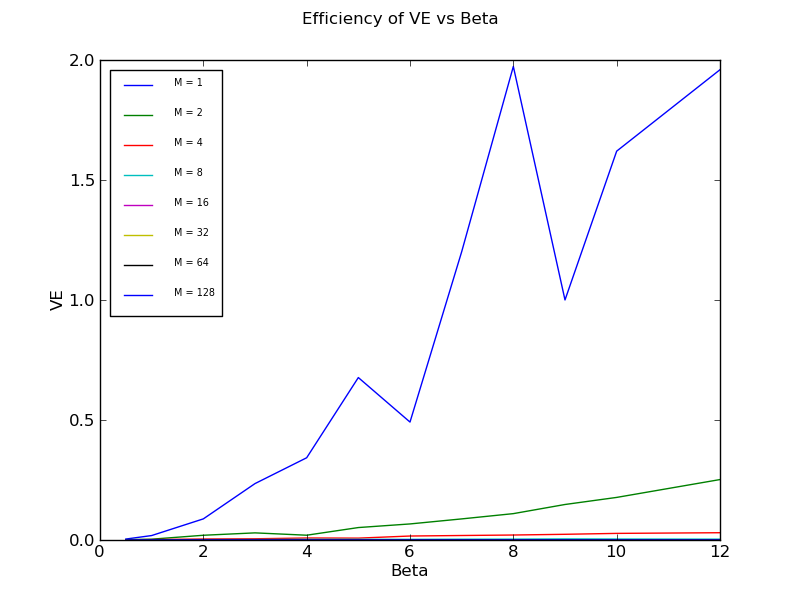 Efficiency of VE vs Beta
2.0
M = 1
M = 2
M = 4
M = 8
M = 16
M = 32
M = 64
M = 128
1.5
1.0
0.5
0.0
VE
0 2 4 6 8 10 12
Beta